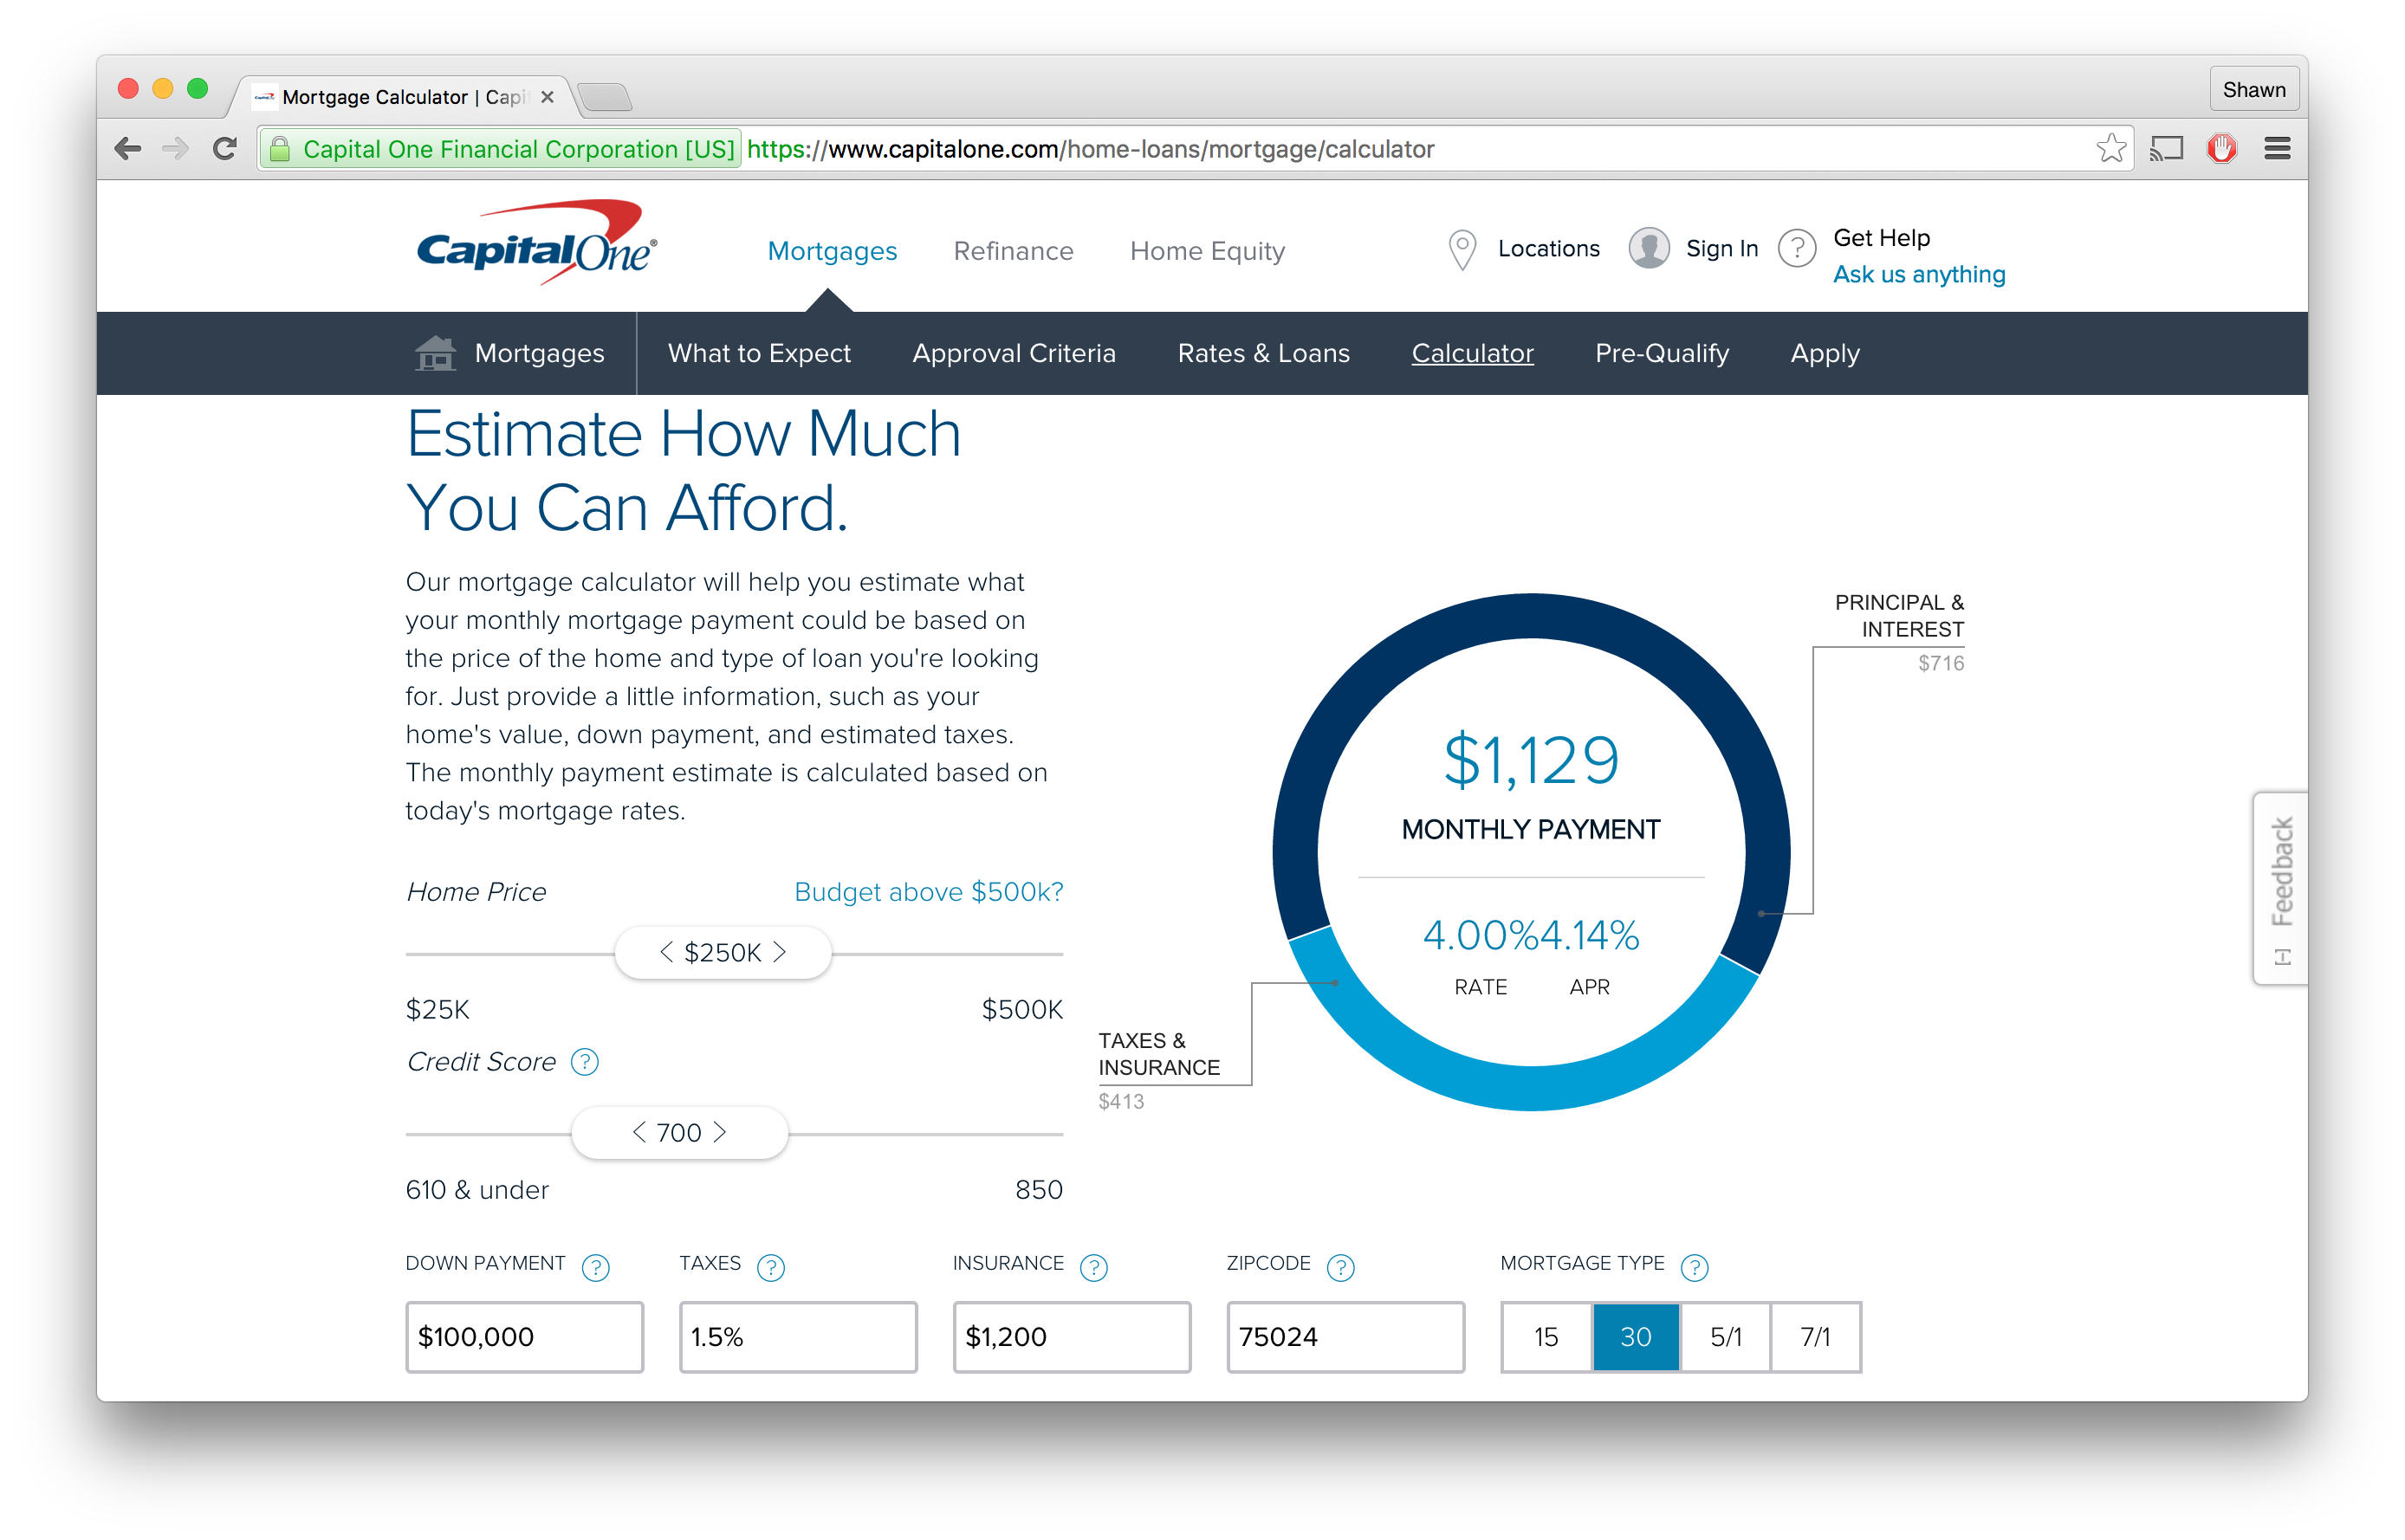 Mortgage Calculator | Capi
Shawn
Capital One Financial Corporation [US] https://www.capitalone.com/home-loans/mortgage/calculator
CapitalOne®
Mortgages Refinance Home Equity
Locations Sign In ? Get Help
Ask us anything
Mortgages What to Expect Approval Criteria Rates & Loans Calculator Pre-Qualify Apply
Estimate How Much
You Can Afford.
Our mortgage calculator will help you estimate what
your monthly mortgage payment could be based on
the price of the home and type of loan you're looking
for. Just provide a little information, such as your
home's value, down payment, and estimated taxes.
The monthly payment estimate is calculated based on
today's mortgage rates.
Home Price Budget above $500k?
< $250K >
$25K $500K
Credit Score ?
< 700 >
610 & under 850
PRINCIPAL &
INTEREST
$716
$1,129
MONTHLY PAYMENT
4.00% 4.14%
RATE APR
TAXES &
INSURANCE
$413
[-] Feedback
DOWN PAYMENT ? TAXES ? INSURANCE ? ZIPCODE ? MORTGAGE TYPE ?
$100,000 1.5% $1,200 75024 15 30 5/1 7/1